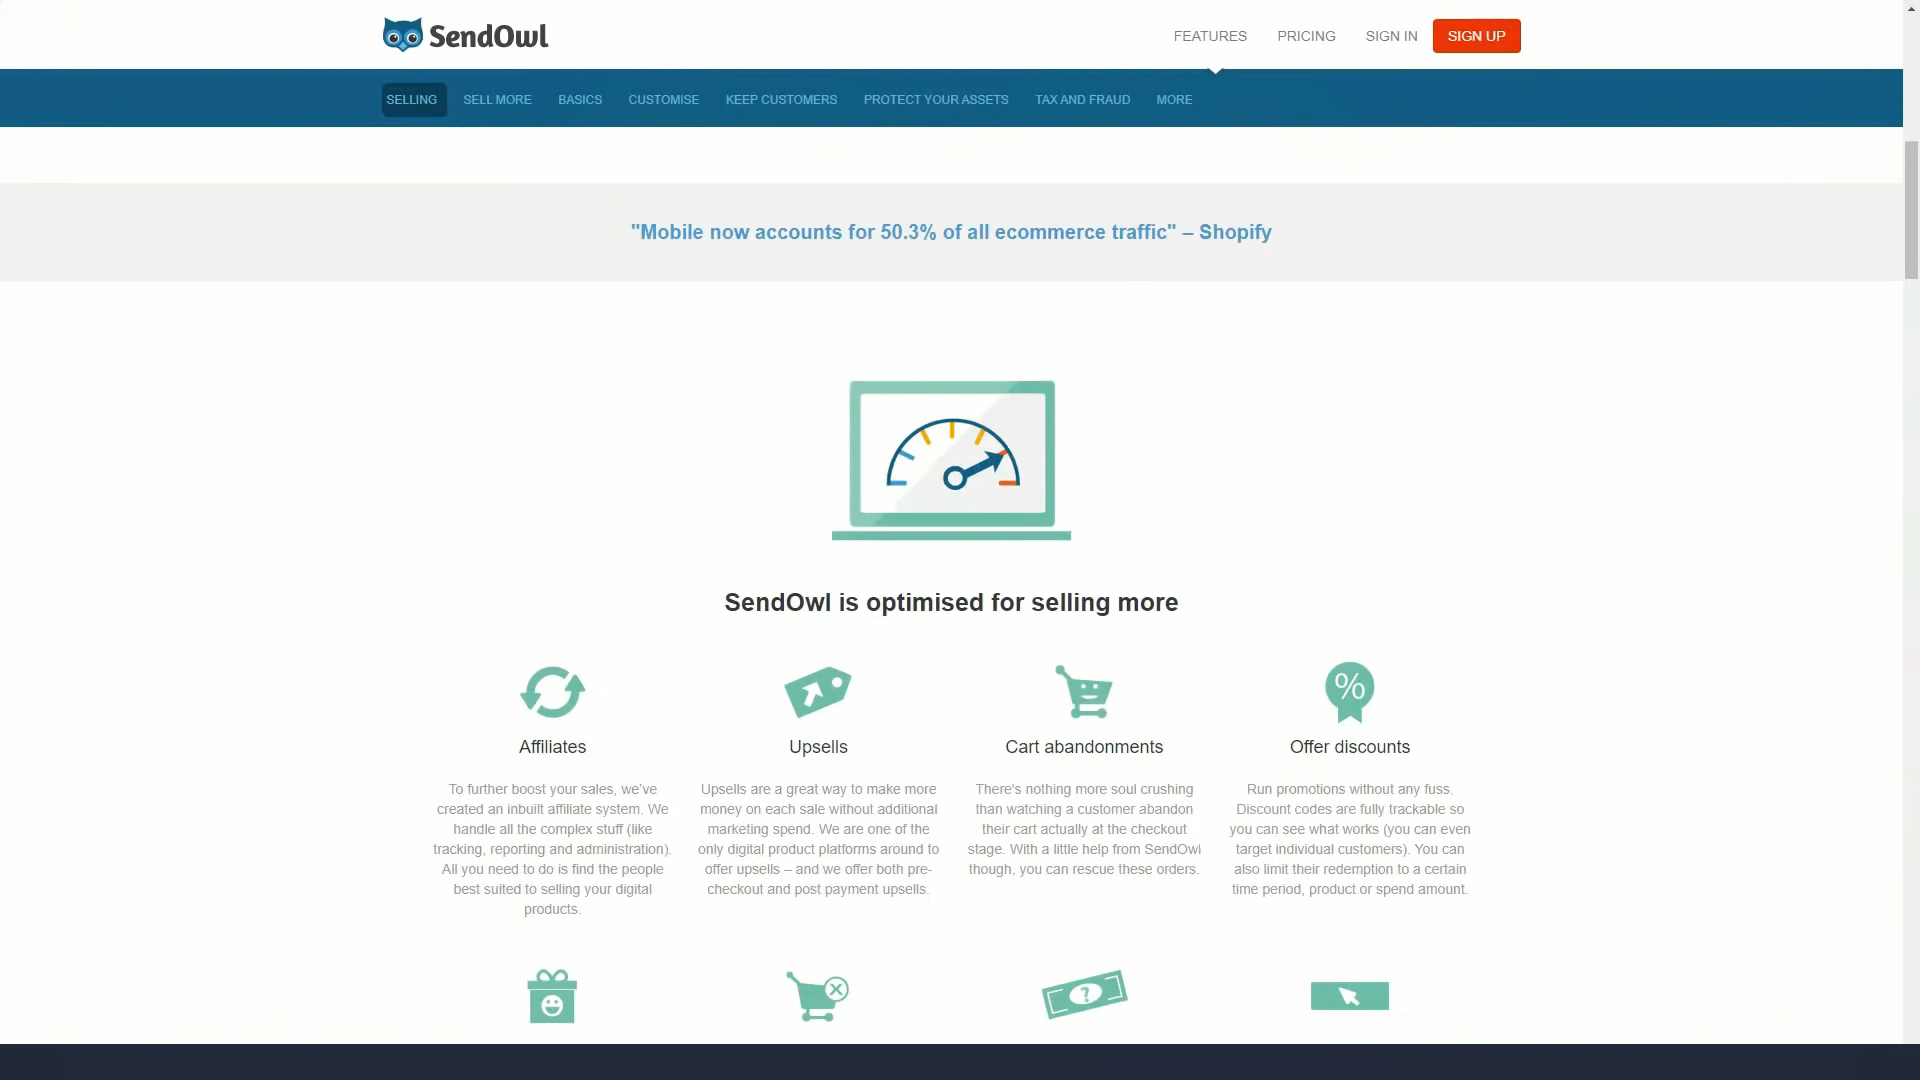 SendOwl
FEATURES PRICING SIGN IN SIGN UP
SELLING SELL MORE BASICS CUSTOMISE KEEP CUSTOMERS PROTECT YOUR ASSETS TAX AND FRAUD MORE
"Mobile now accounts for 50.3% of all ecommerce traffic" – Shopify
SendOwl is optimised for selling more
%
Affiliates
To further boost your sales, we've
created an inbuilt affiliate system. We
handle all the complex stuff (like
tracking, reporting and administration).
All you need to do is find the people
best suited to selling your digital
products.
Upsells
Upsells are a great way to make more
money on each sale without additional
marketing spend. We are one of the
only digital product platforms around to
offer upsells – and we offer both pre-
checkout and post payment upsells.
Cart abandonments
There's nothing more soul crushing
than watching a customer abandon
their cart actually at the checkout
stage. With a little help from SendOwl
though, you can rescue these orders.
Offer discounts
Run promotions without any fuss.
Discount codes are fully trackable so
you can see what works (you can even
target individual customers). You can
also limit their redemption to a certain
time period, product or spend amount.
?